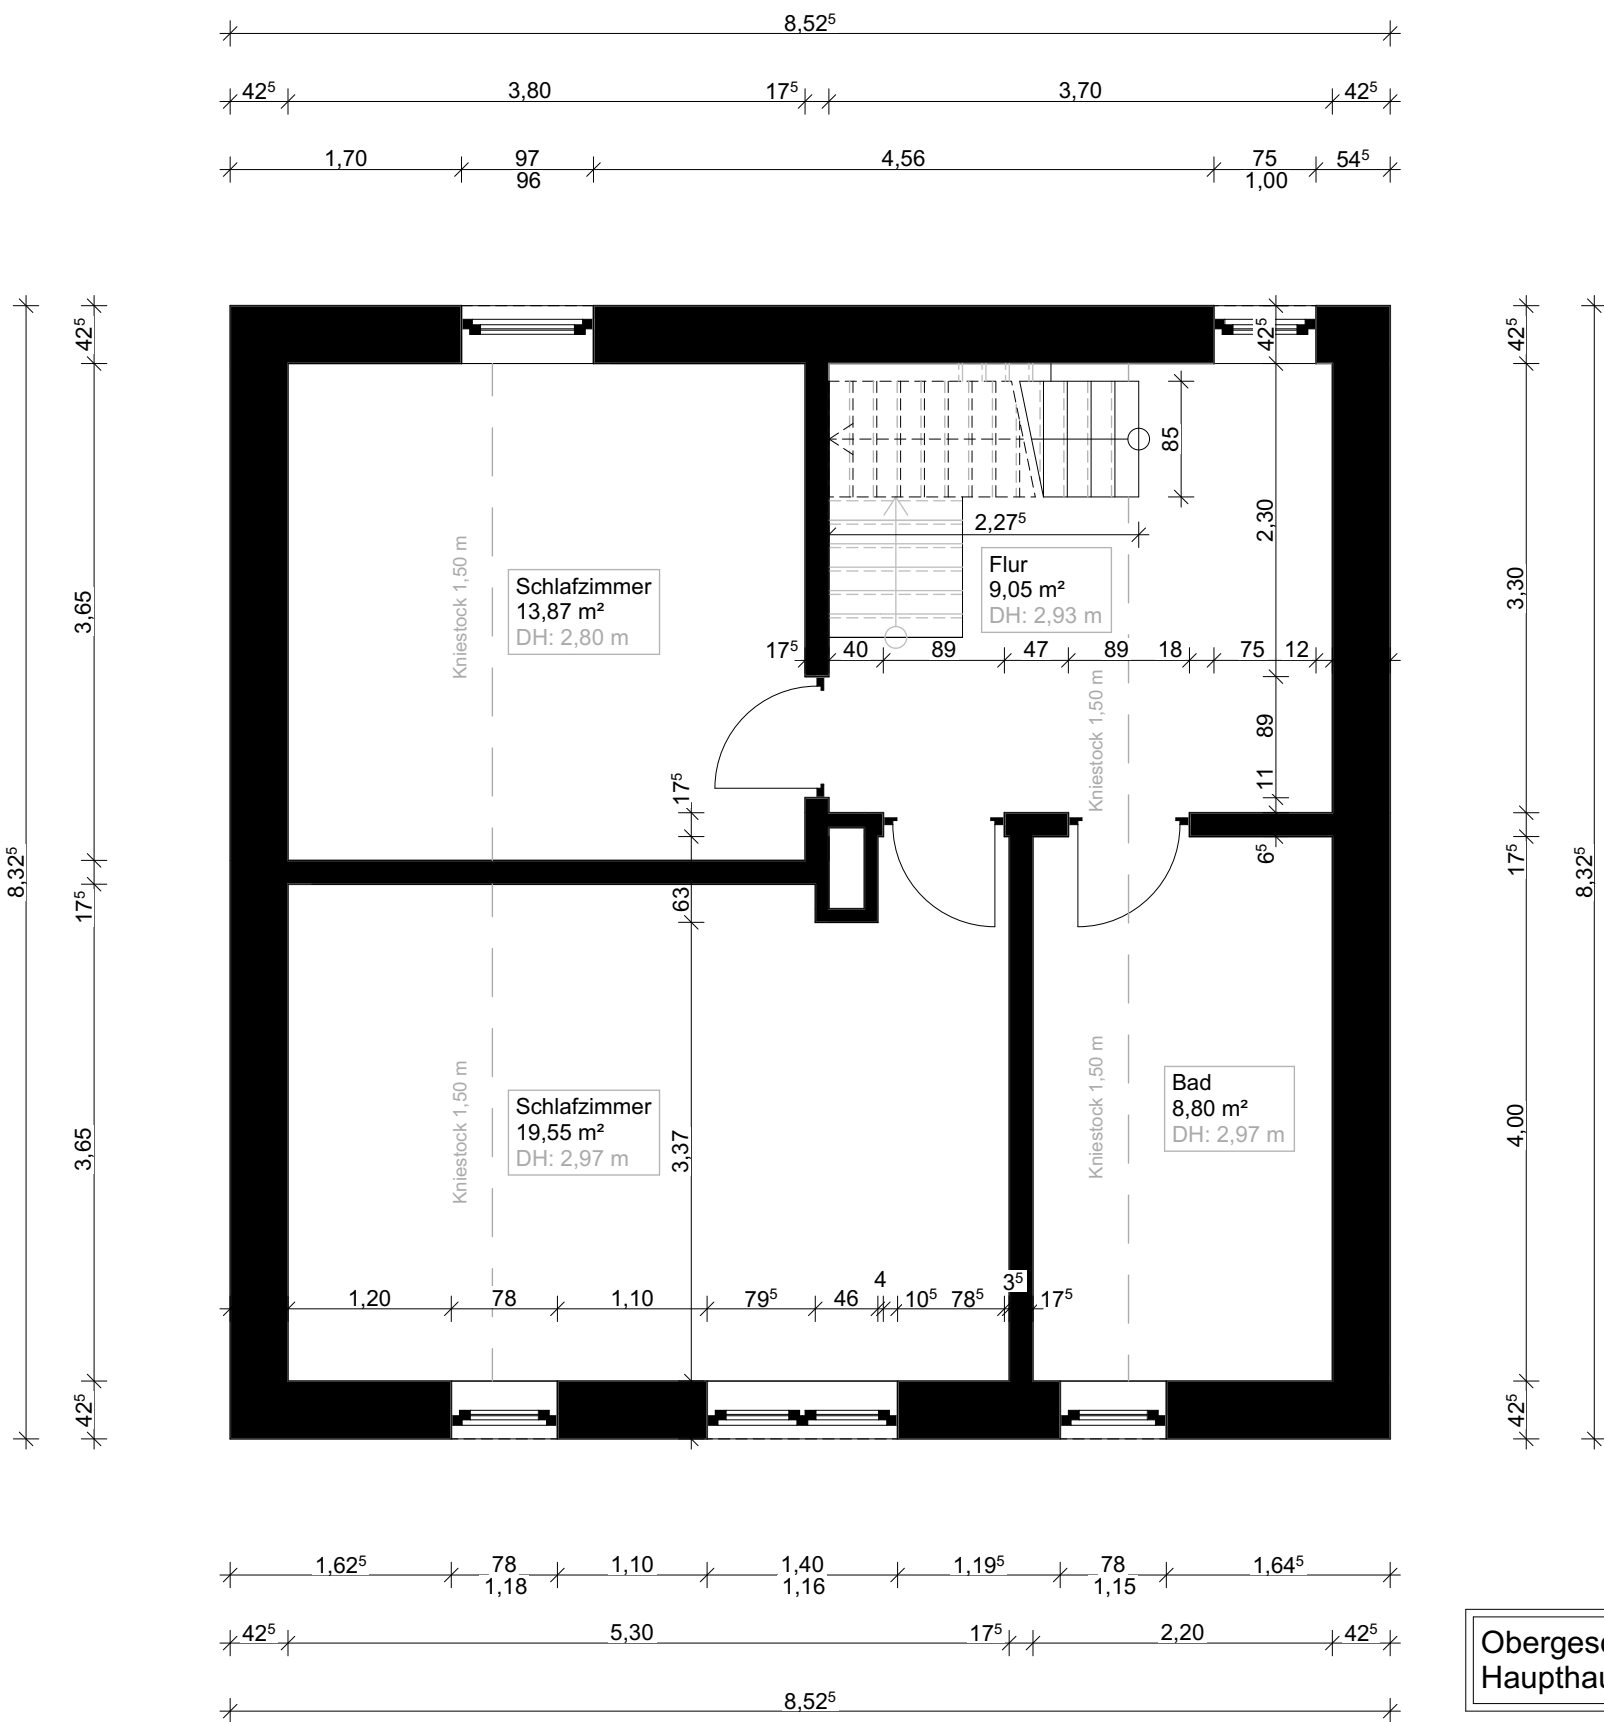 8,52⁵
42⁵ 3,80 17⁵ 3,70 42⁵
1,70 97 4,56 75 54⁵
96 1,00
42⁵ 42⁵ 42⁵
85
2,30
2,27⁵
Kniestock 1,50 m
Schlafzimmer
13,87 m²
DH: 2,80 m
Flur
9,05 m²
DH: 2,93 m
3,65 3,30
17⁵ 40 89 47 89 18 75 12
Kniestock 1,50 m
89
11
17⁵
8,32⁵ 17⁵ 63 6⁵ 17⁵ 8,32⁵
Kniestock 1,50 m
Schlafzimmer
19,55 m²
DH: 2,97 m
3,65 3,37
Kniestock 1,50 m
Bad
8,80 m²
DH: 2,97 m
4,00
1,20 78 1,10 79⁵ 46 4 10⁵ 78⁵ 3⁵ 17⁵
42⁵ 42⁵
1,62⁵ 78 1,10 1,40 1,19⁵ 78 1,64⁵
1,18 1,16 1,15
42⁵ 5,30 17⁵ 2,20 42⁵
8,52⁵
Obergesc
Haupthau